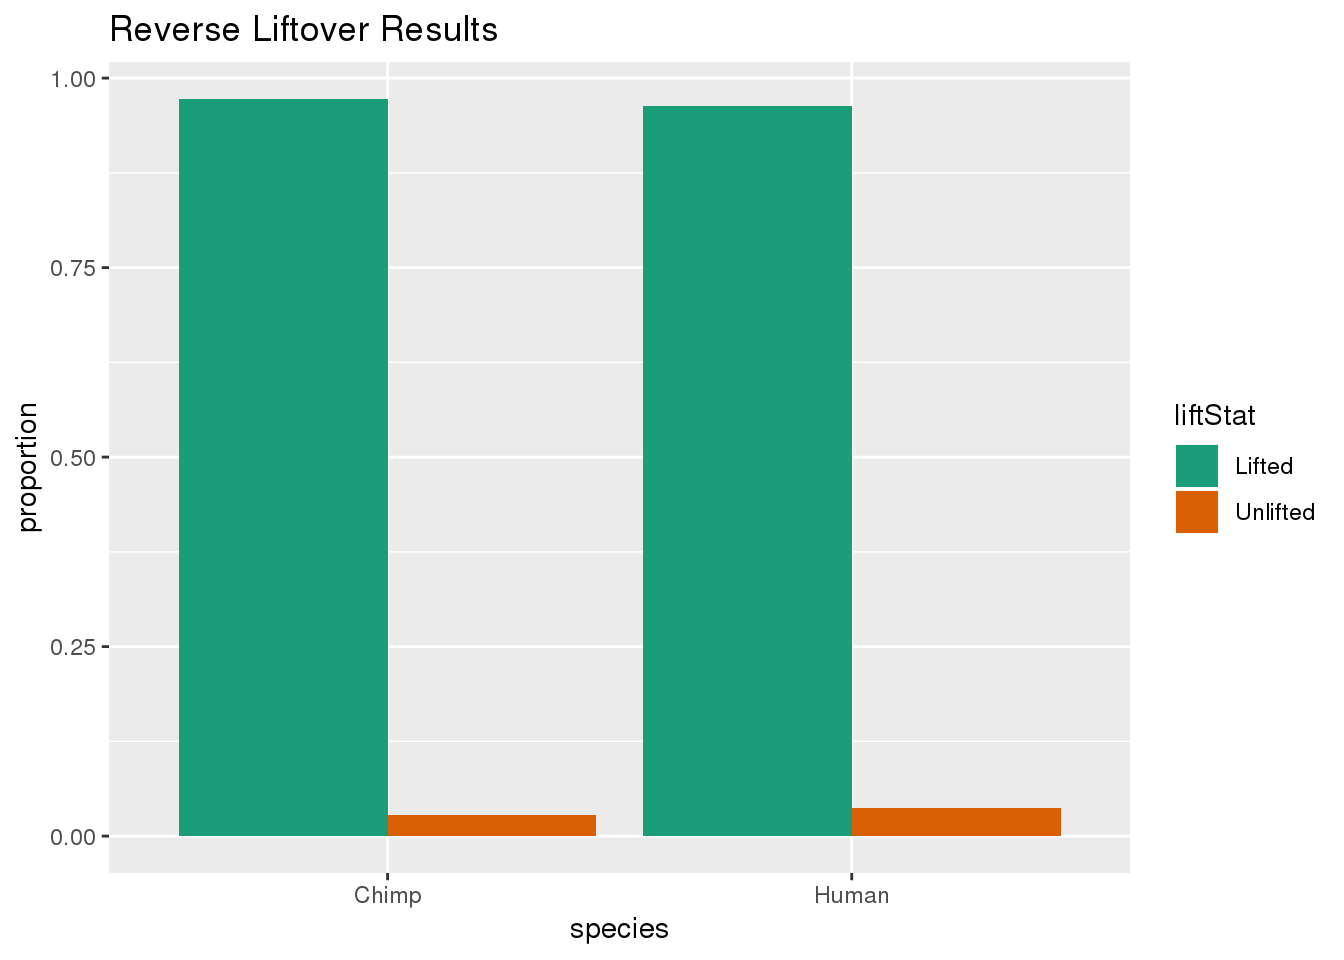 Reverse Liftover Results
1.00
0.75
0.50
0.25
0.00
proportion
Chimp
Human
species
liftStat
Lifted
Unlifted